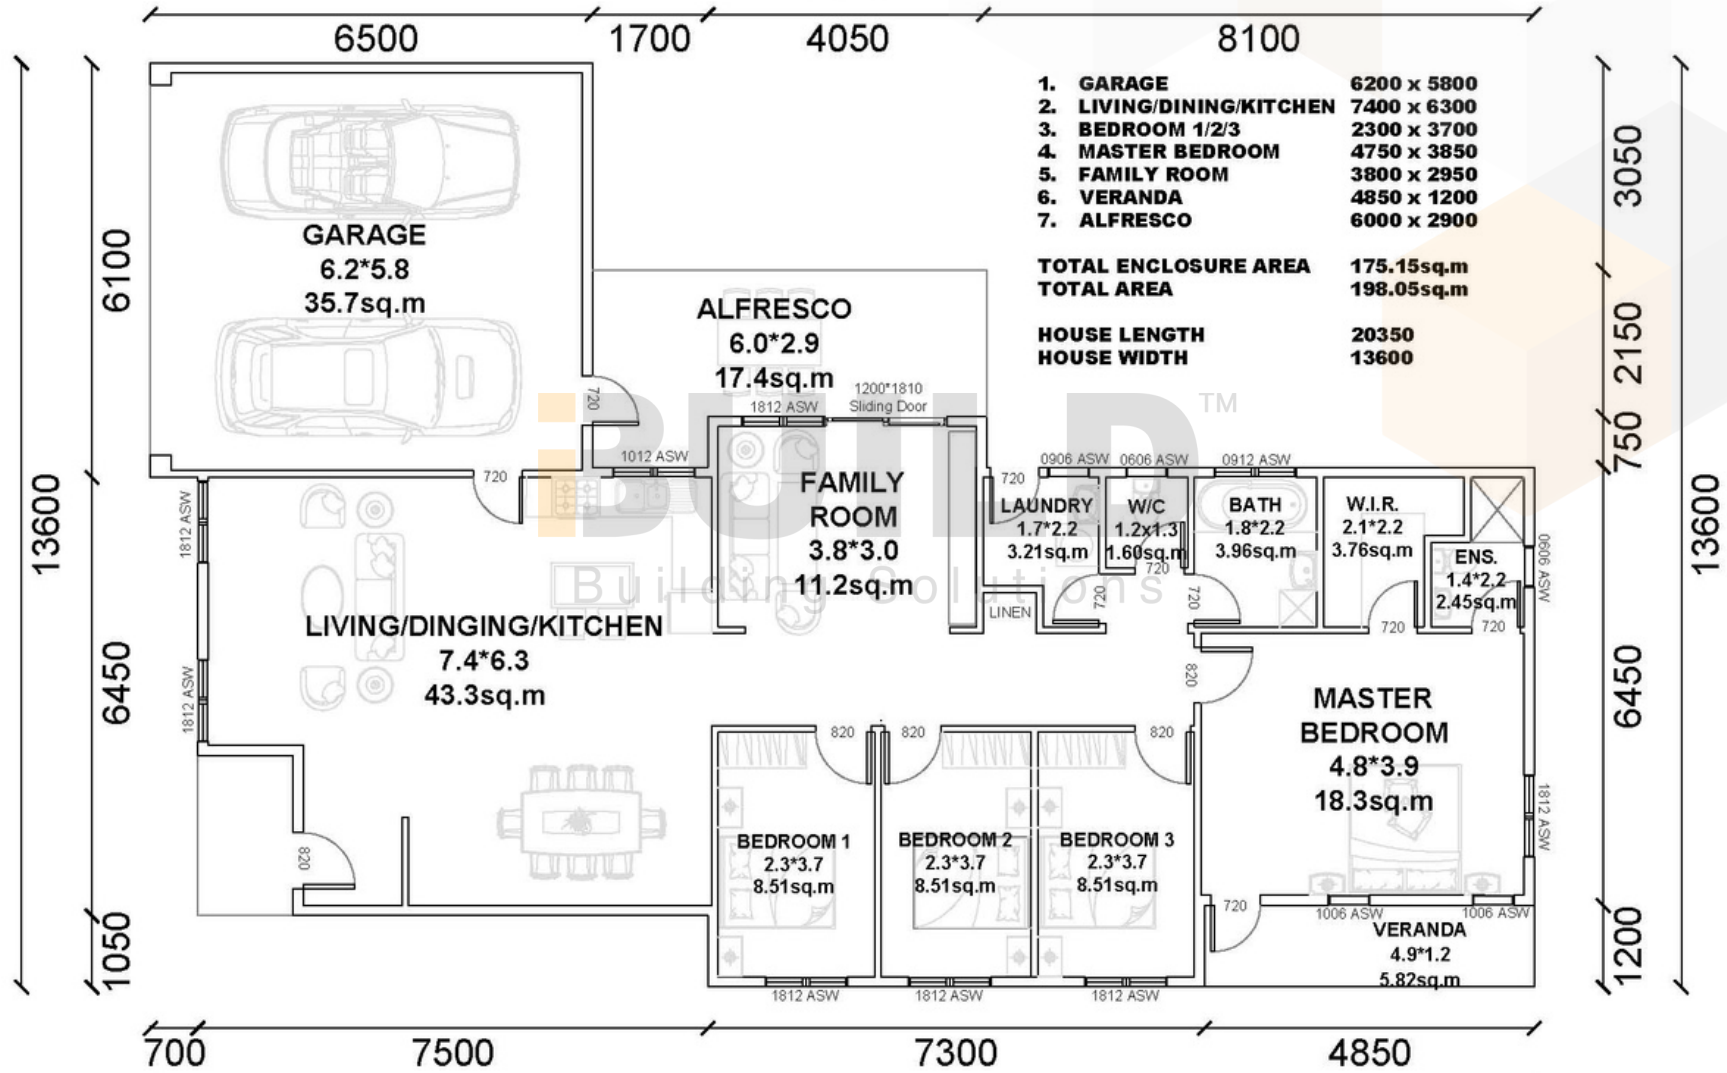 6500 1700 4050 8100
1. GARAGE 6200 x 5800
2. LIVING/DINING/KITCHEN 7400 x 6300
3. BEDROOM 1/2/3 2300 x 3700
4. MASTER BEDROOM 4750 x 3850
5. FAMILY ROOM 3800 x 2950
6. VERANDA 4850 x 1200
7. ALFRESCO 6000 x 2900
TOTAL ENCLOSURE AREA 175.15sq.m
TOTAL AREA 198.05sq.m
HOUSE LENGTH 20350
HOUSE WIDTH 13600
13600
6100
6450
1050
3050
2150
750
6450
1200
13600
GARAGE
6.2*5.8
35.7sq.m
ALFRESCO
6.0*2.9
17.4sq.m
1200*1810
Sliding Door
1812 ASW
720
1012 ASW
720
iBUILD™
Building Solutions
FAMILY
ROOM
3.8*3.0
11.2sq.m
0906 ASW
0606 ASW
0912 ASW
720
LAUNDRY
1.7*2.2
3.21sq.m
W/C
1.2x1.3
1.60sq.m
720
BATH
1.8*2.2
3.96sq.m
W.I.R.
2.1*2.2
3.76sq.m
ENS.
1.4*2.2
2.45sq.m
0606 ASW
720
720
720
720
LINEN
1812 ASW
1812 ASW
LIVING/DINGING/KITCHEN
7.4*6.3
43.3sq.m
820
MASTER
BEDROOM
4.8*3.9
18.3sq.m
1812 ASW
820
820
820
820
BEDROOM 1
2.3*3.7
8.51sq.m
BEDROOM 2
2.3*3.7
8.51sq.m
BEDROOM 3
2.3*3.7
8.51sq.m
720
1006 ASW
1006 ASW
VERANDA
4.9*1.2
5.82sq.m
1812 ASW
1812 ASW
1812 ASW
700 7500 7300 4850